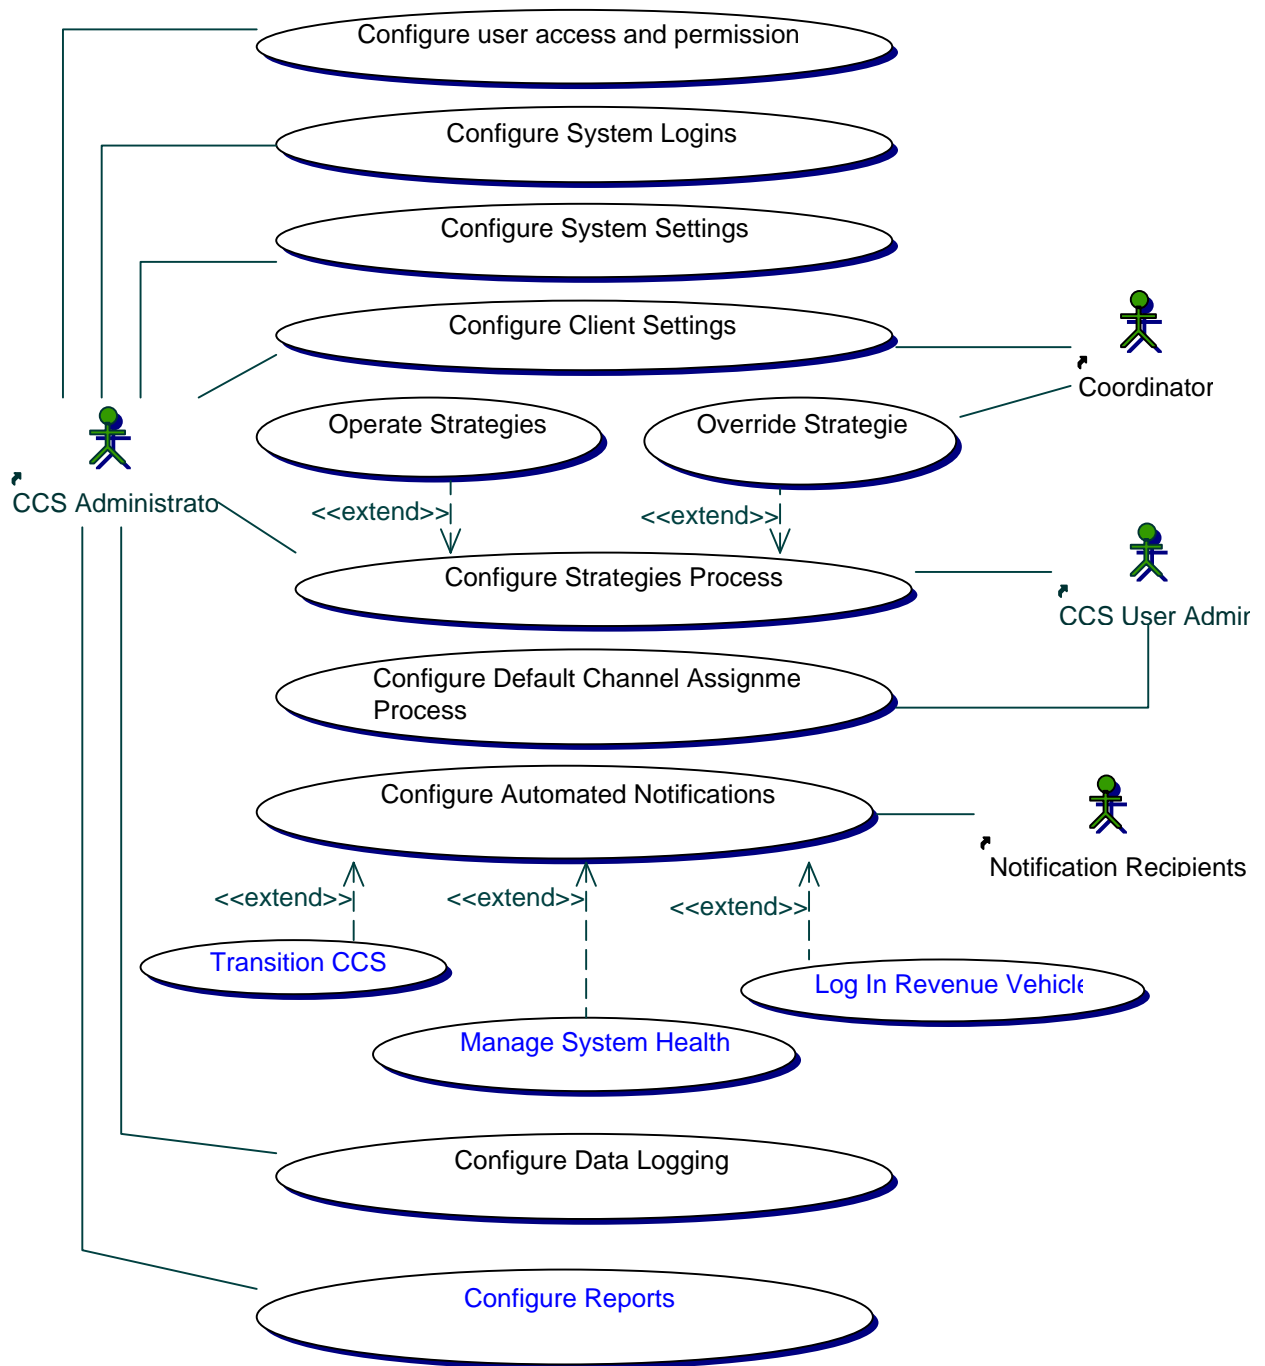 Configure user access and permission
Configure System Logins
Configure System Settings
Configure Client Settings
Coordinator
Operate Strategies
Override Strategie
CCS Administrato
<<extend>>
<<extend>>
Configure Strategies Process
CCS User Admin
Configure Default Channel Assignme
Process
Configure Automated Notifications
Notification Recipients
<<extend>>
<<extend>>
<<extend>>
Transition CCS
Log In Revenue Vehicle
Manage System Health
Configure Data Logging
Configure Reports